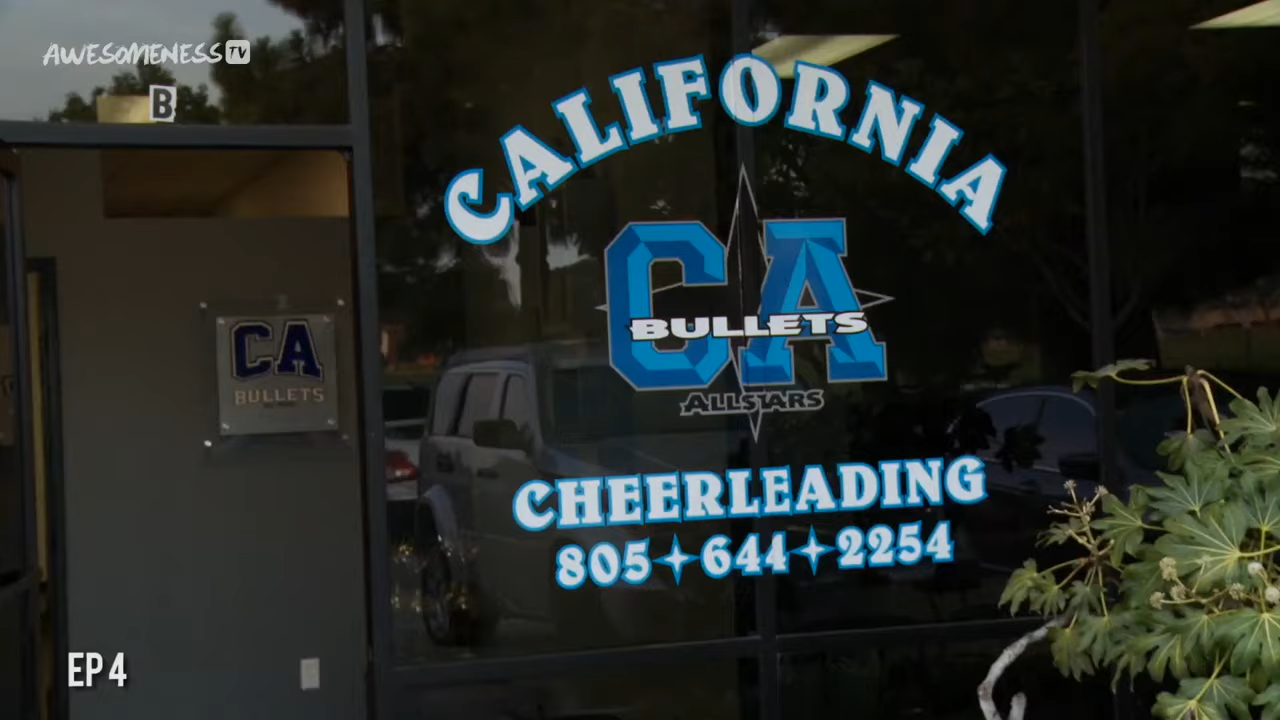 AWESOMENESS TV
B
CALIFORNIA
CA
BULLETS
ALLSTARS
CA
BULLETS
CHEERLEADING
805 644 2254
EP 4